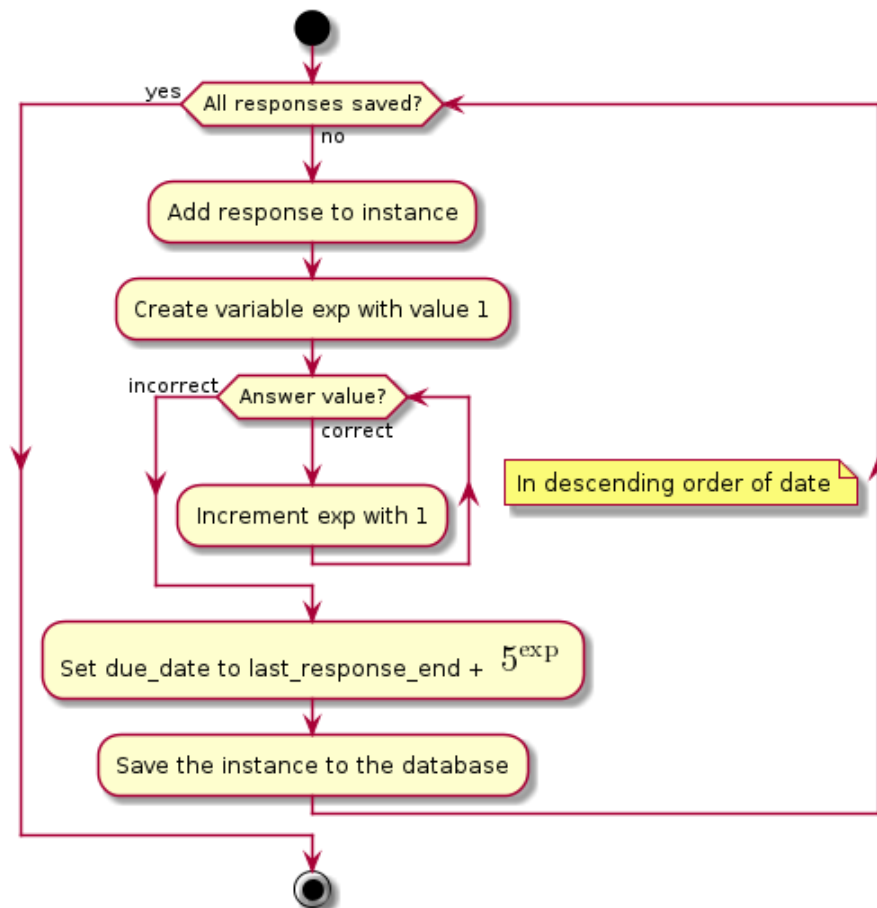 yes
All responses saved?
no
Add response to instance
Create variable exp with value 1
incorrect
Answer value?
correct
In descending order of date
Increment exp with 1
Set due_date to last_response_end + 5^exp
Save the instance to the database